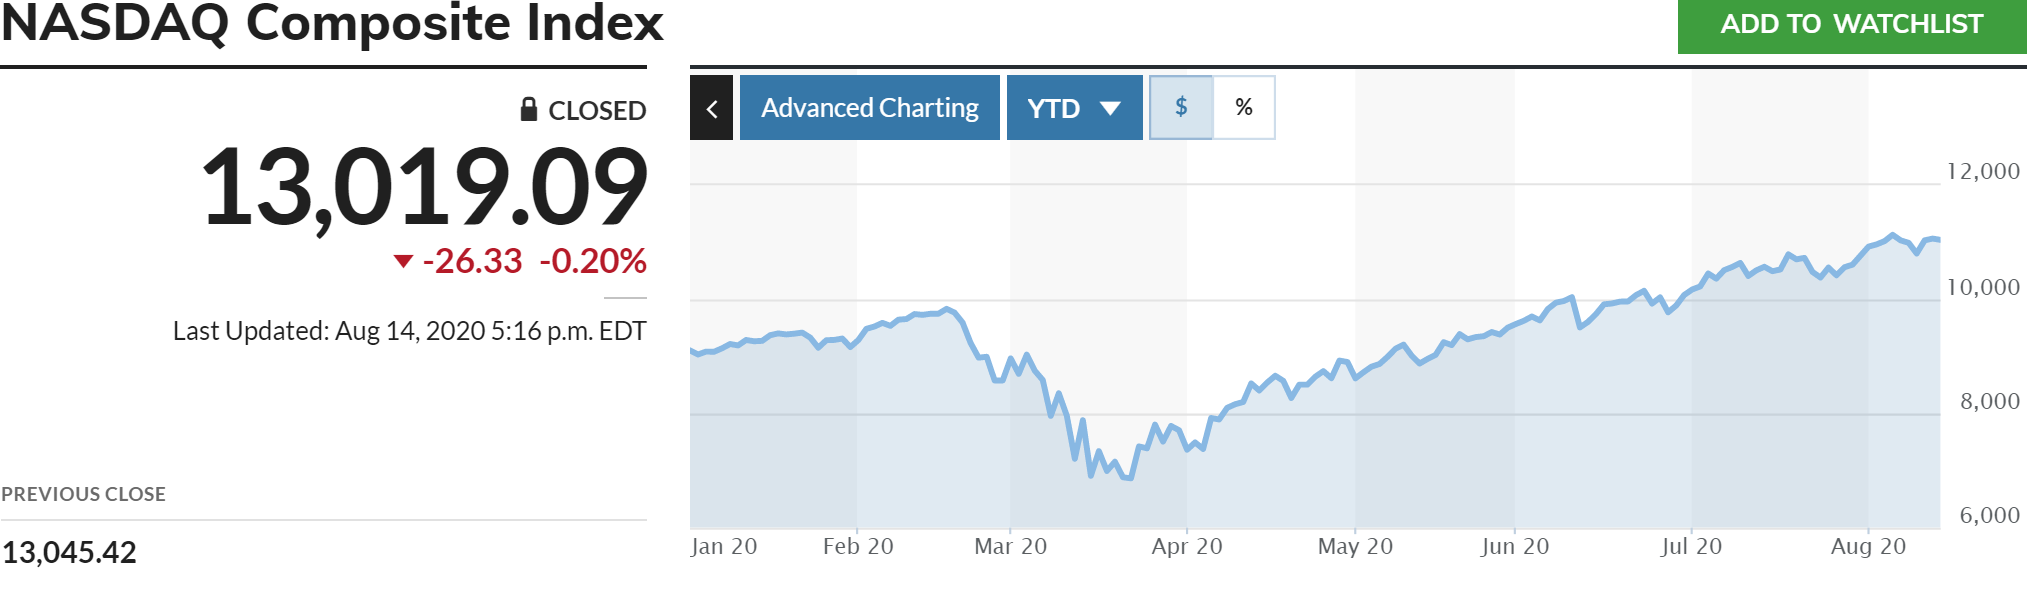 NASDAQ Composite Index
ADD TO WATCHLIST
CLOSED
13,019.09
-26.33 -0.20%
Last Updated: Aug 14, 2020 5:16 p.m. EDT
PREVIOUS CLOSE
13,045.42
Advanced Charting
YTD
$
%
12,000
10,000
8,000
6,000
Jan 20
Feb 20
Mar 20
Apr 20
May 20
Jun 20
Jul 20
Aug 20